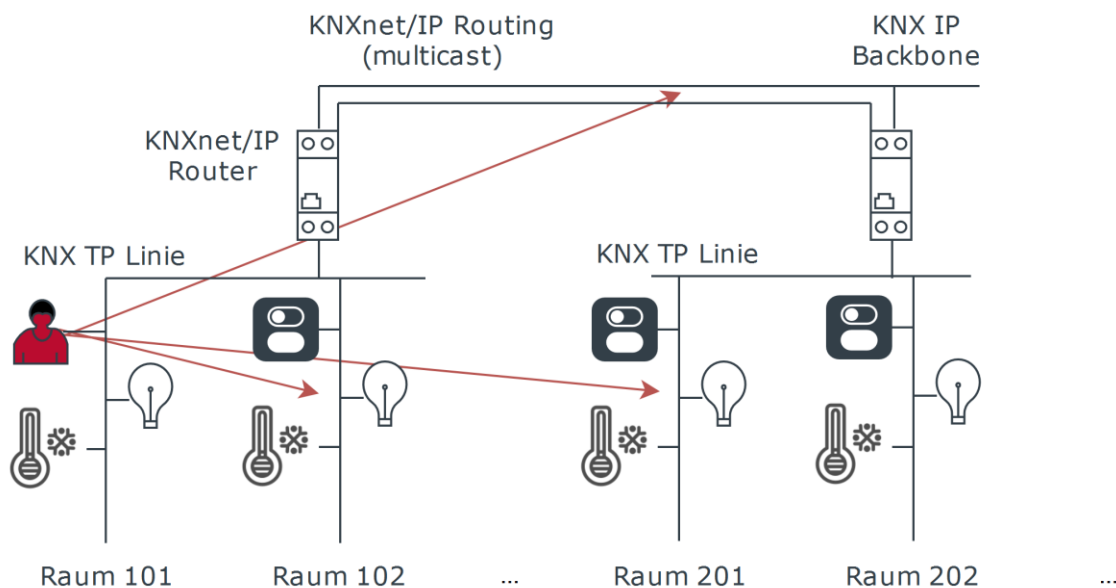 KNXnet/IP Routing
(multicast)
KNX IP
Backbone
KNXnet/IP
Router
KNX TP Linie
KNX TP Linie
Raum 101
Raum 102
...
Raum 201
Raum 202
...